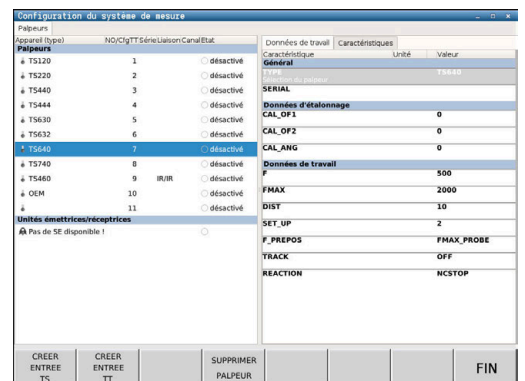 Configuration du système de mesure
Palpeurs
Appareil (type) NO/CfgTT Série Liaison Canal Etat
Palpeurs
TS120 1 désactivé
TS220 2 désactivé
TS440 3 désactivé
TS444 4 désactivé
TS630 5 désactivé
TS632 6 désactivé
TS640 7 désactivé
TS740 8 désactivé
TS460 9 IR/IR désactivé
OEM 10 désactivé
11 désactivé
Unités émettrices/réceptrices
Pas de SE disponible !
Données de travail Caractéristiques
Caractéristique Unité Valeur
Général
TYPE TS640
Sélection du palpeur
SERIAL
Données d'étalonnage
CAL_OF1 0
CAL_OF2 0
CAL_ANG 0
Données de travail
F 500
FMAX 2000
DIST 10
SET_UP 2
F_PREPOS FMAX_PROBE
TRACK OFF
REACTION NCSTOP
CREER ENTREE TS
CREER ENTREE TT
SUPPRIMER PALPEUR
FIN